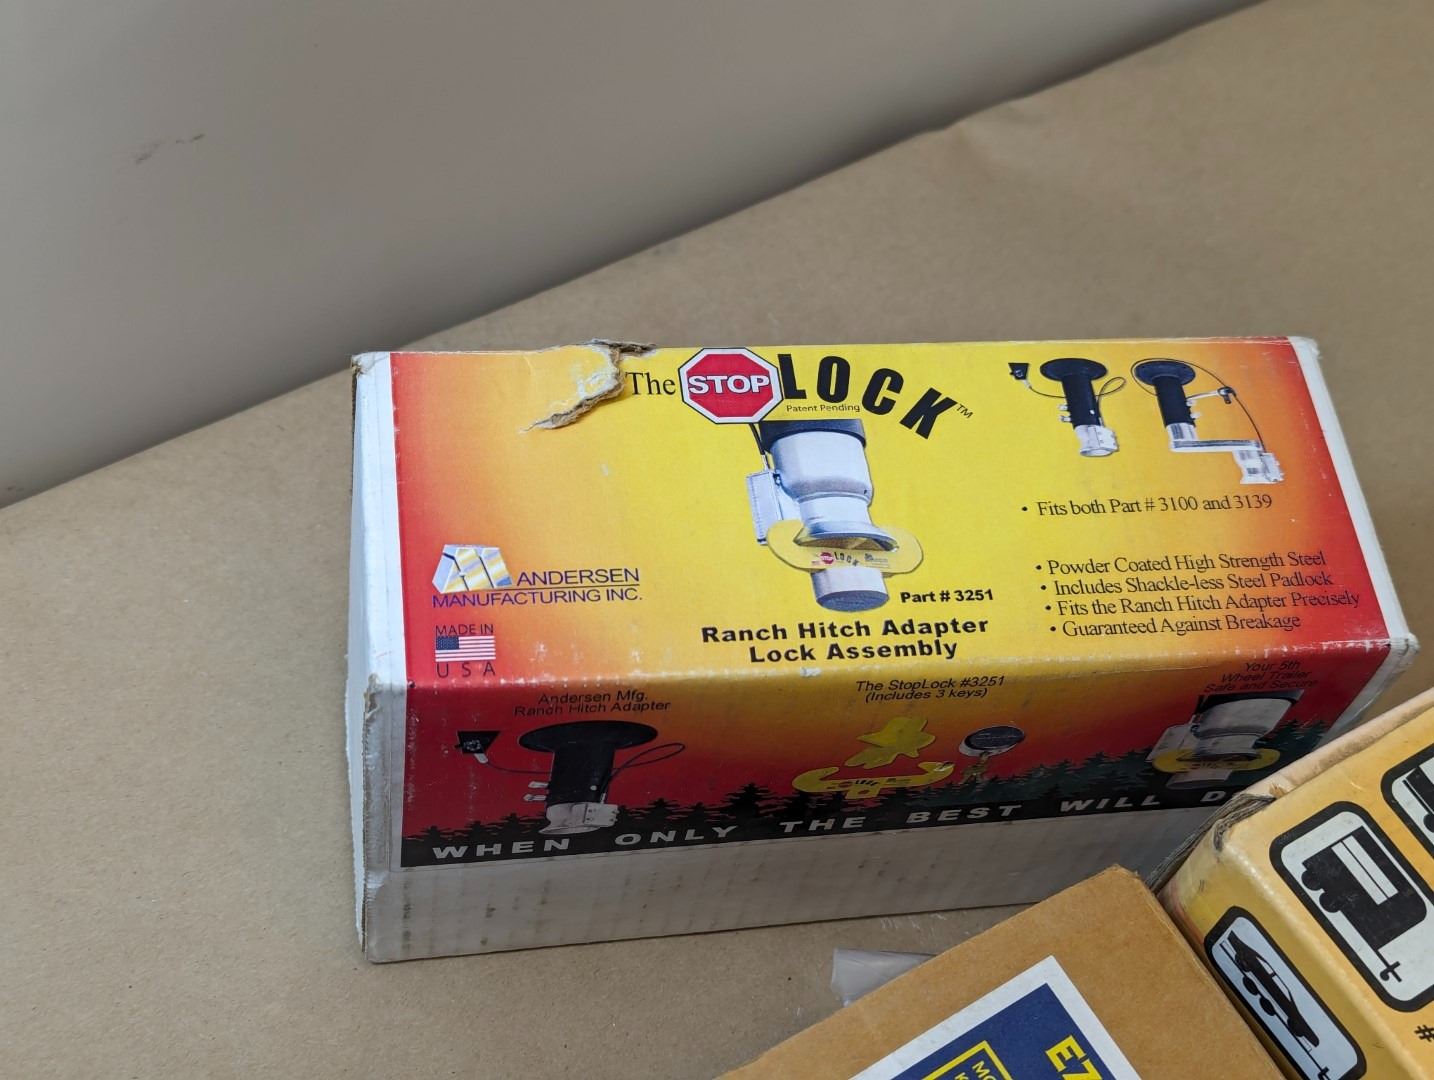 The STOP LOCK™
Patent Pending
• Fits both Part # 3100 and 3139
• Powder Coated High Strength Steel
• Includes Shackle-less Steel Padlock
• Fits the Ranch Hitch Adapter Precisely
• Guaranteed Against Breakage
ANDERSEN
MANUFACTURING INC.
MADE IN
U S A
STOP LOCK
Part # 3251
Ranch Hitch Adapter
Lock Assembly
Andersen Mfg.
Ranch Hitch Adapter
The StopLock #3251
(Includes 3 keys)
Your 5th
Wheel Trailer
Safe and Secure
WHEN ONLY THE BEST WILL D